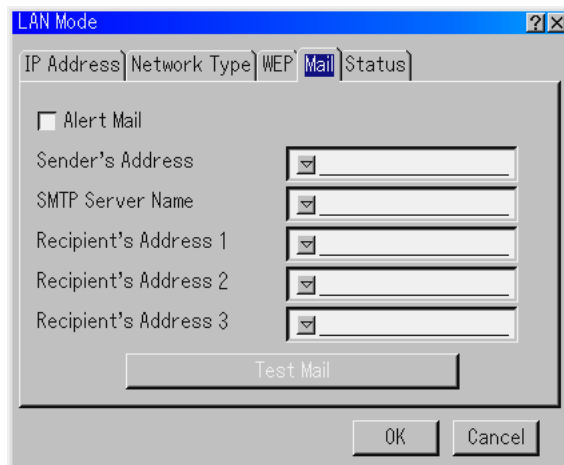 LAN Mode
IP Address Network Type WEP Mail Status
Alert Mail
Sender's Address
SMTP Server Name
Recipient's Address 1
Recipient's Address 2
Recipient's Address 3
Test Mail
OK Cancel